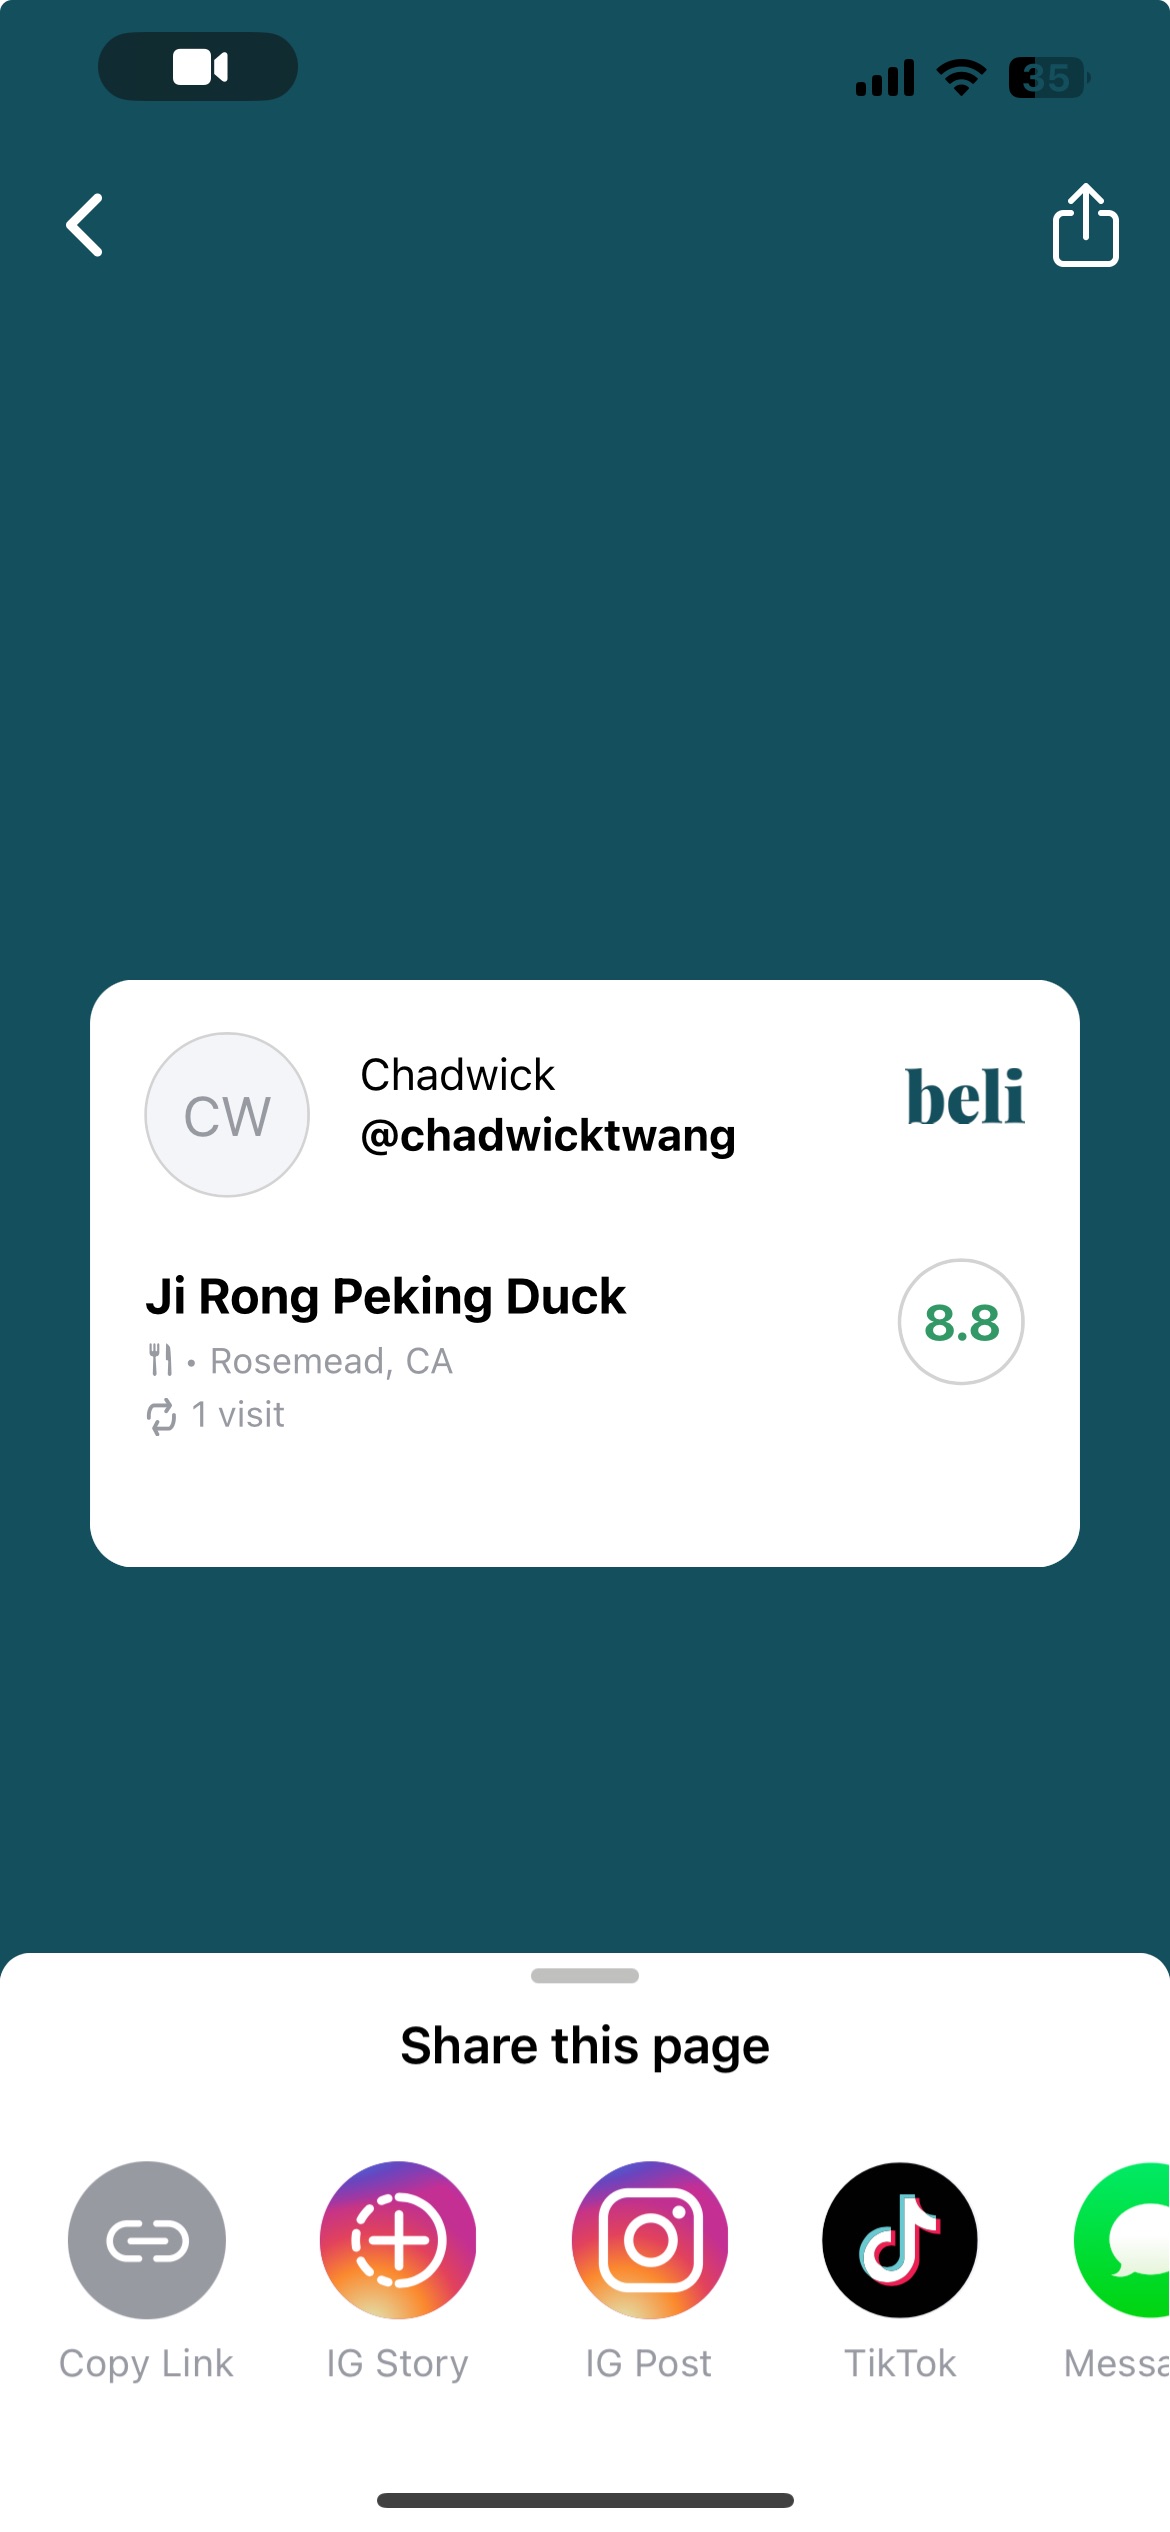 35
CW
Chadwick
@chadwicktwang
beli
Ji Rong Peking Duck
8.8
• Rosemead, CA
1 visit
Share this page
Copy Link
IG Story
IG Post
TikTok
Messa